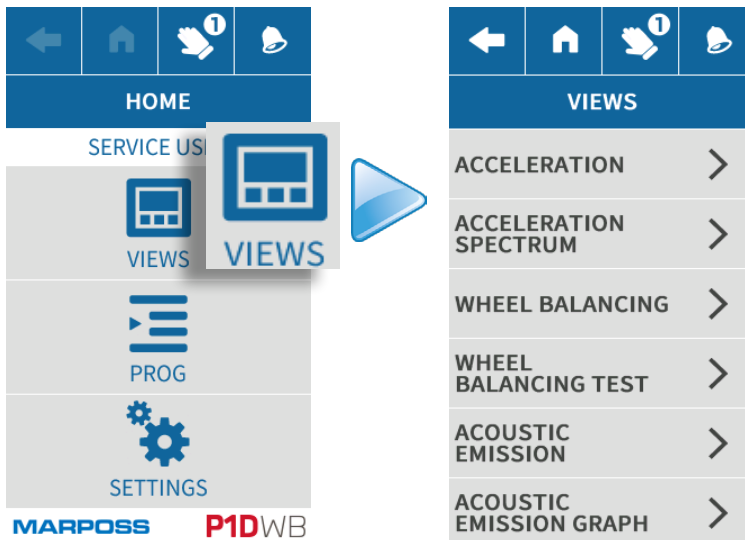 1
HOME
SERVICE US
VIEWS
VIEWS
PROG
SETTINGS
MARPOSS
P1DWB
1
VIEWS
ACCELERATION
ACCELERATION
SPECTRUM
WHEEL BALANCING
WHEEL
BALANCING TEST
ACOUSTIC
EMISSION
ACOUSTIC
EMISSION GRAPH